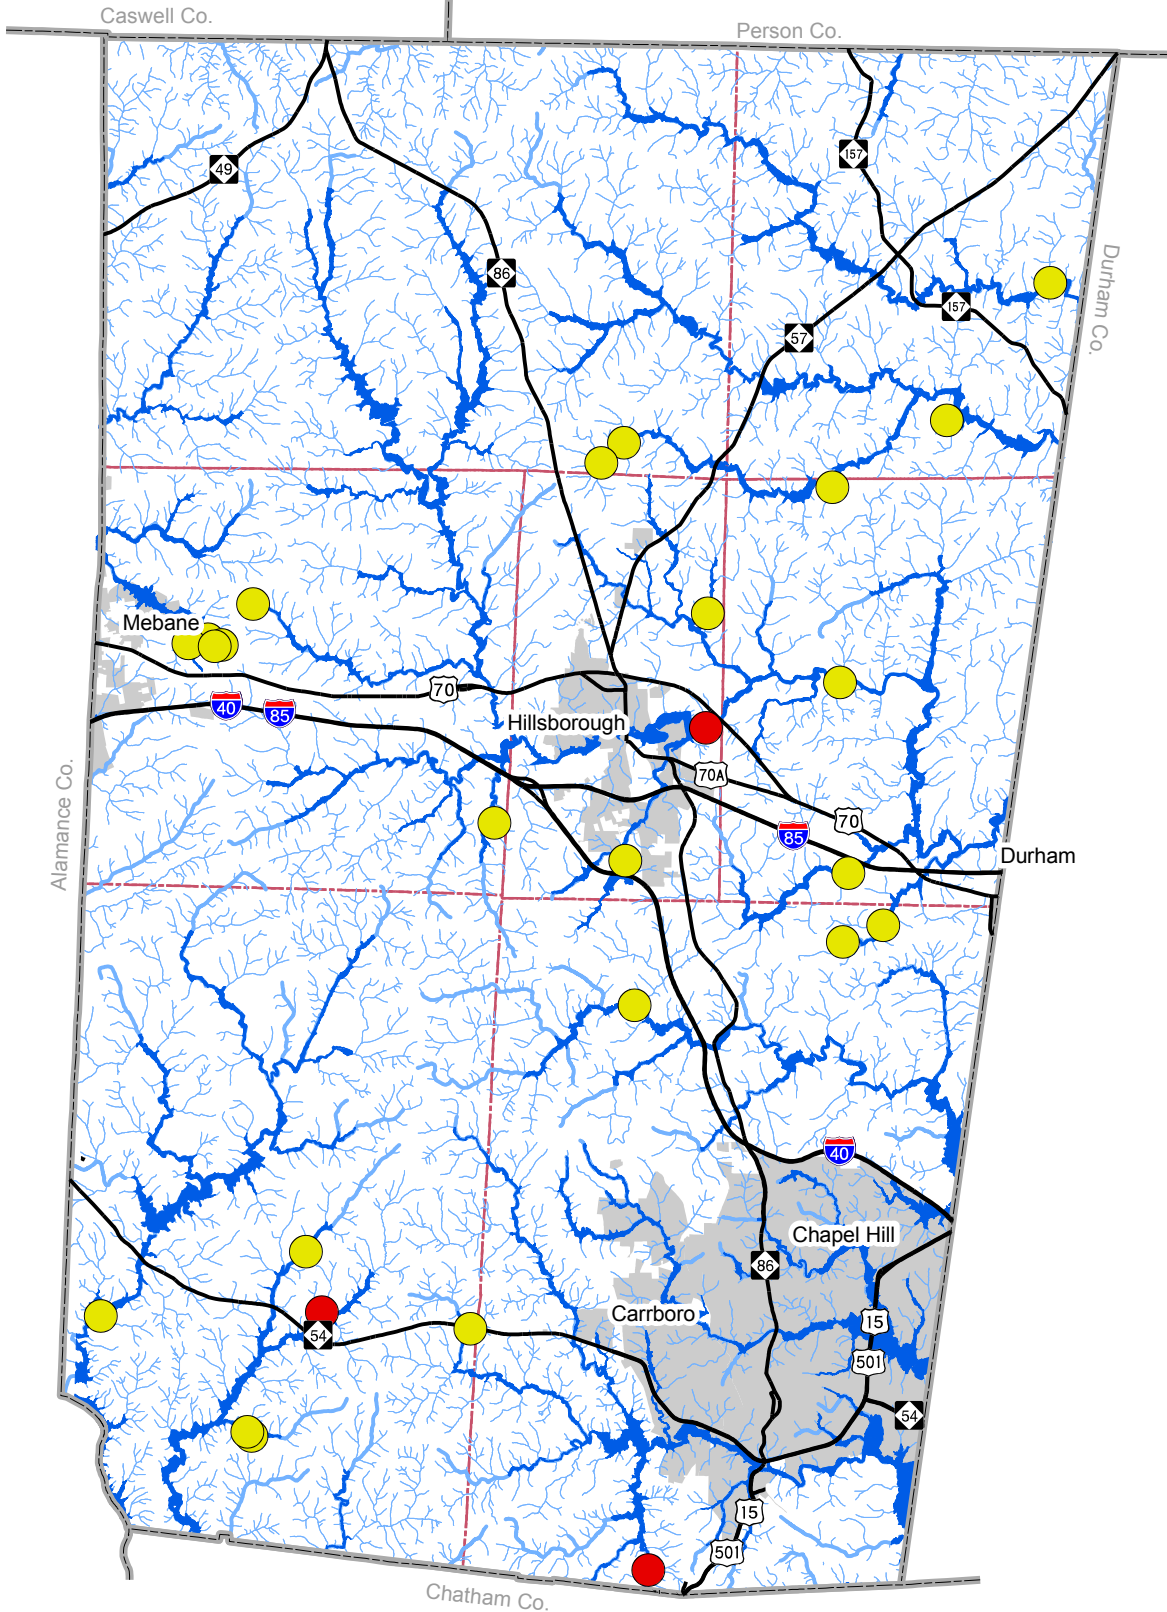 Caswell Co.
Person Co.
157
49
Durham Co.
86
157
57
Mebane
70
40
85
Hillsborough
70A
Alamance Co.
70
85
Durham
40
Chapel Hill
86
Carrboro
15
54
501
54
15
501
Chatham Co.